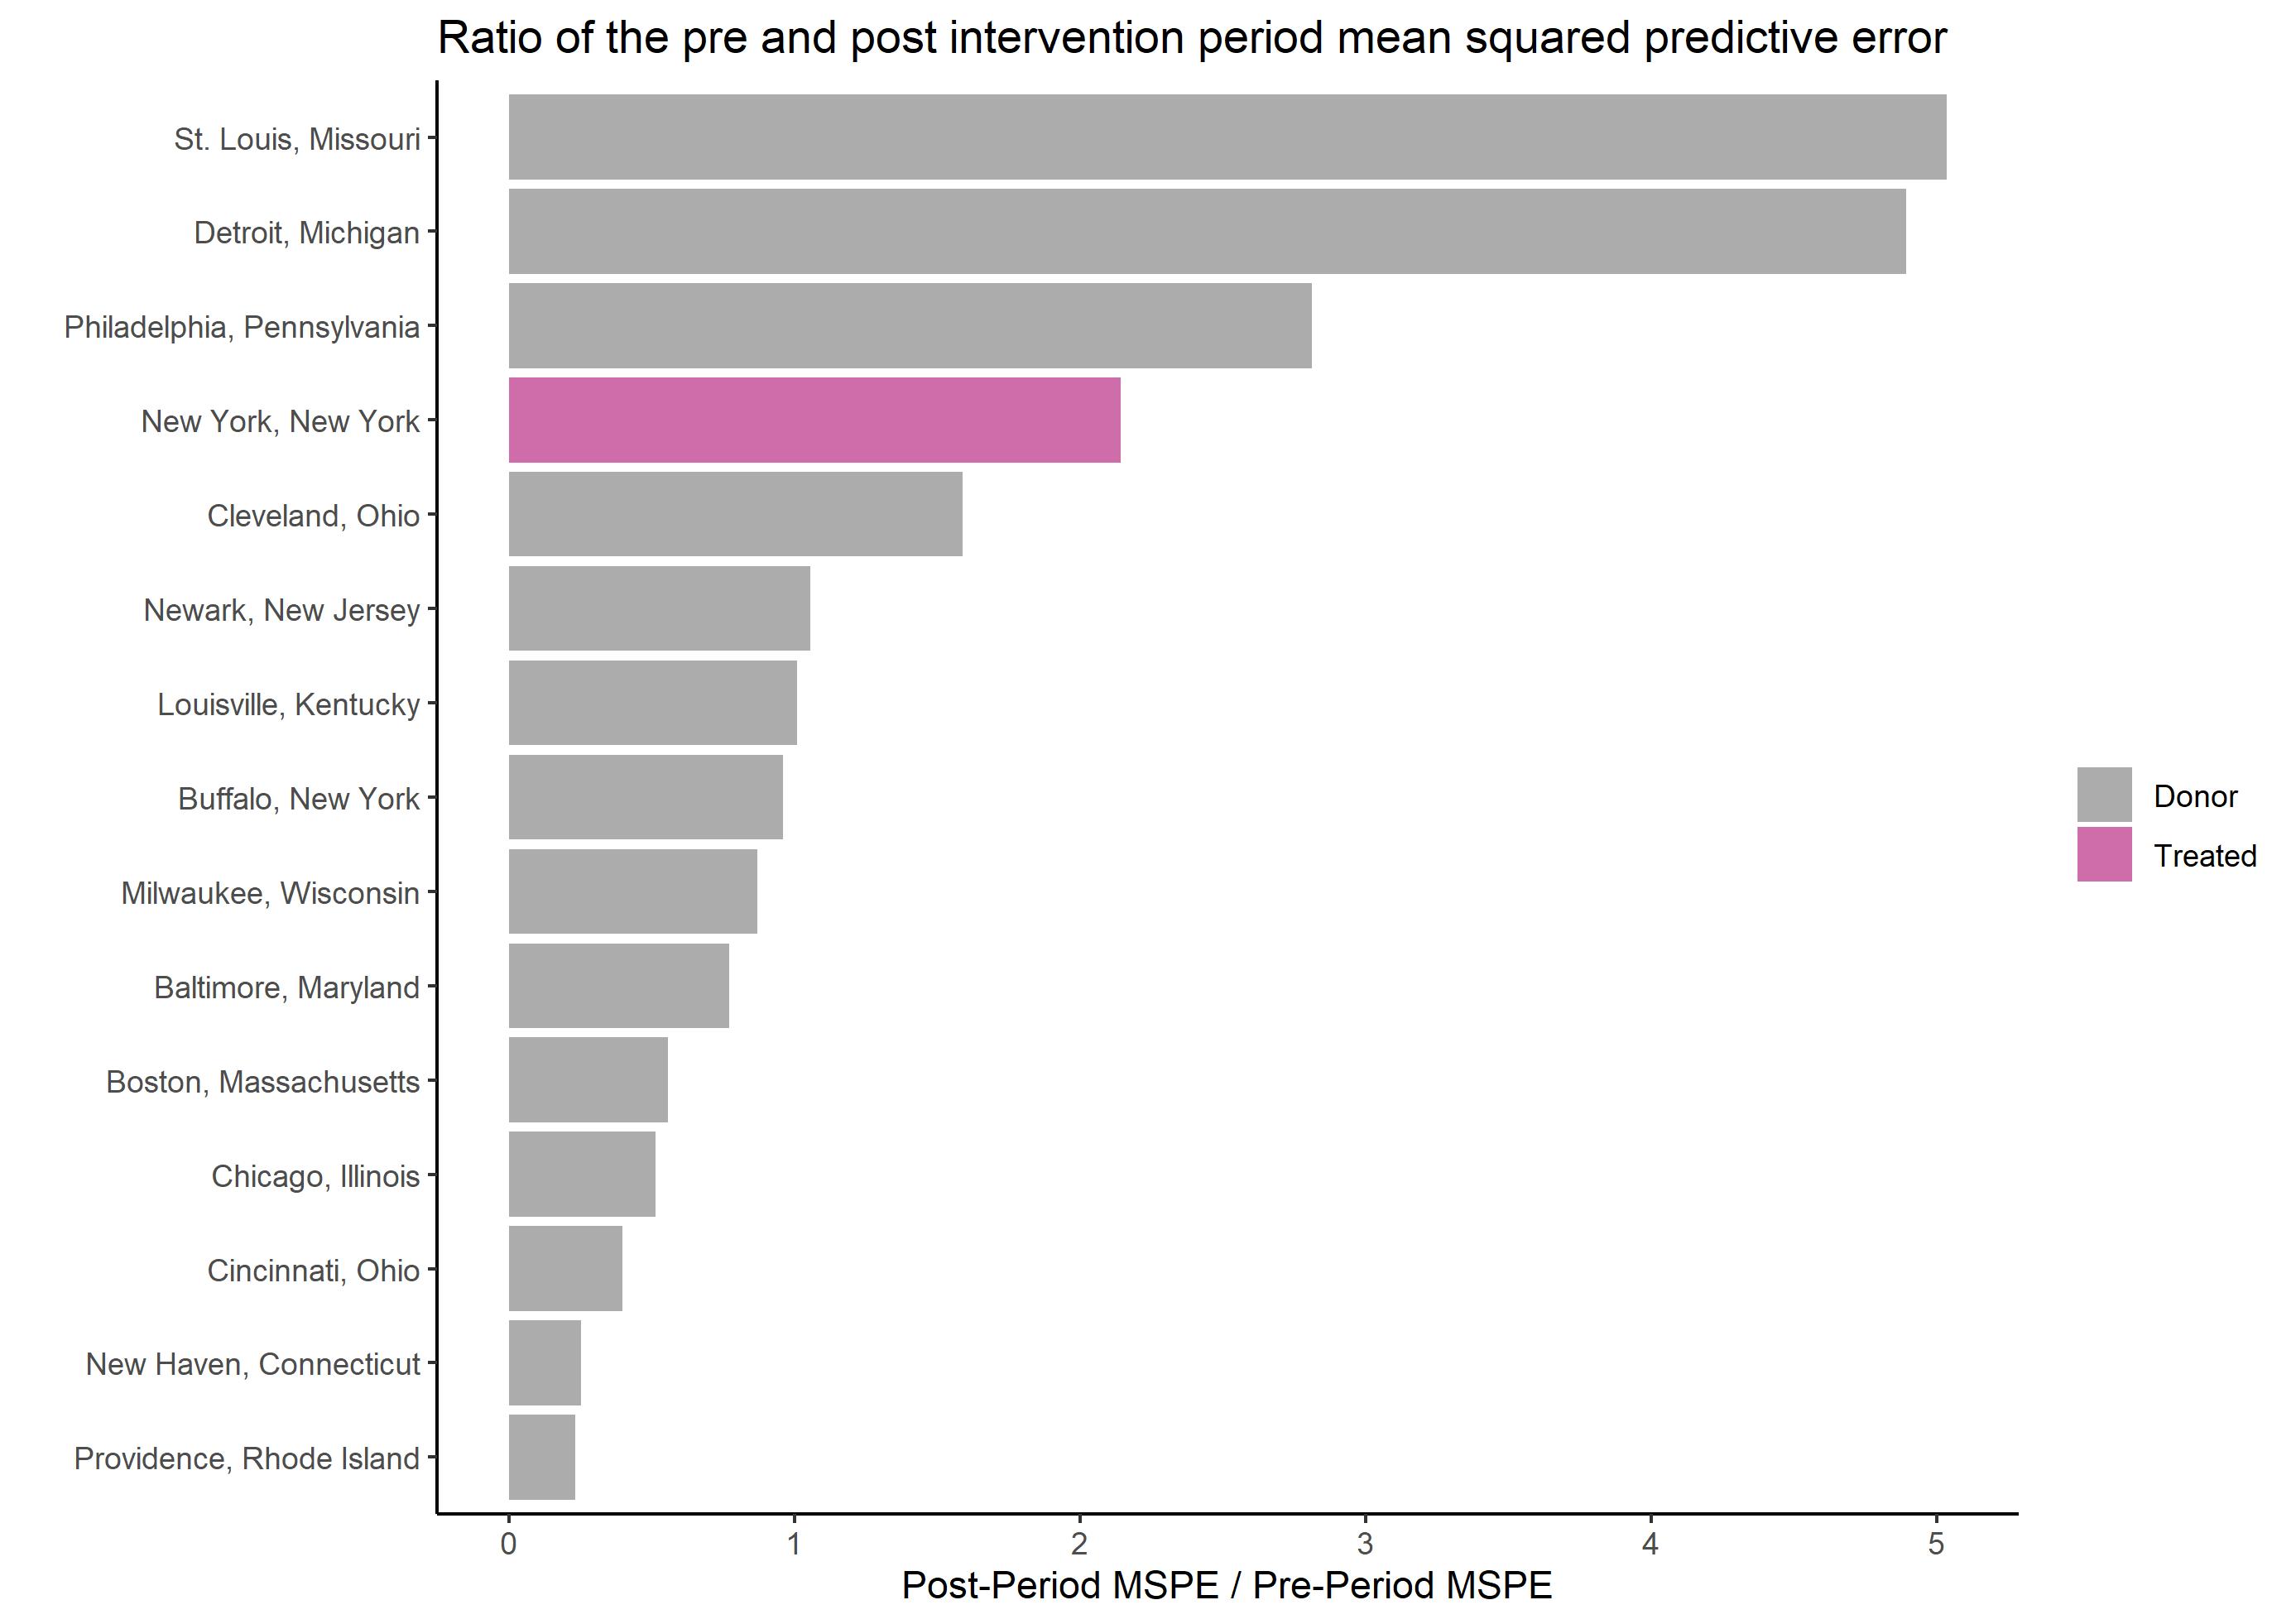 Ratio of the pre and post intervention period mean squared predictive error
St. Louis, Missouri
Detroit, Michigan
Philadelphia, Pennsylvania
New York, New York
Cleveland, Ohio
Newark, New Jersey
Louisville, Kentucky
Buffalo, New York
Milwaukee, Wisconsin
Baltimore, Maryland
Boston, Massachusetts
Chicago, Illinois
Cincinnati, Ohio
New Haven, Connecticut
Providence, Rhode Island
0 1 2 3 4 5
Post-Period MSPE / Pre-Period MSPE
Donor
Treated